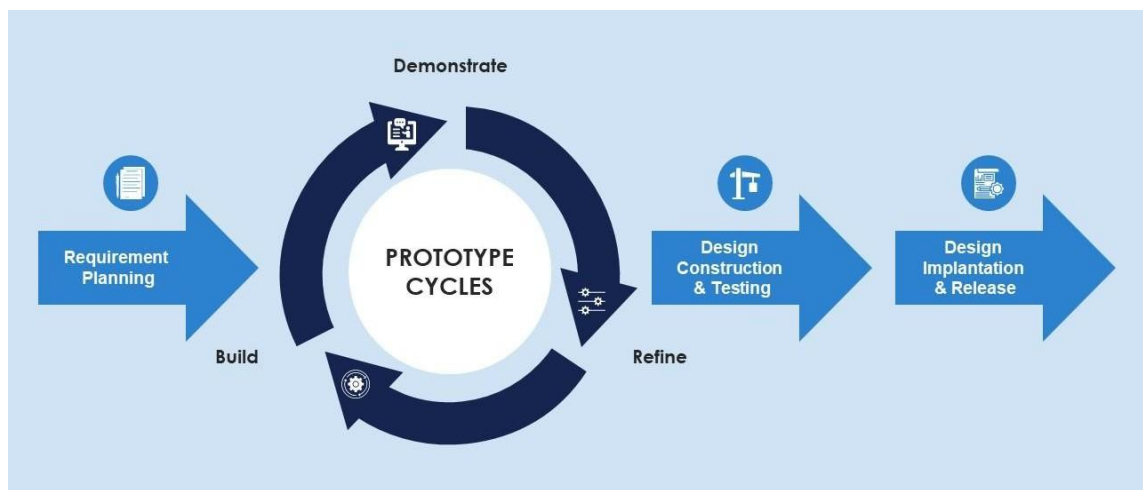 Demonstrate
Requirement
Planning
PROTOTYPE
CYCLES
Design
Construction
& Testing
Design
Implantation
& Release
Build
Refine